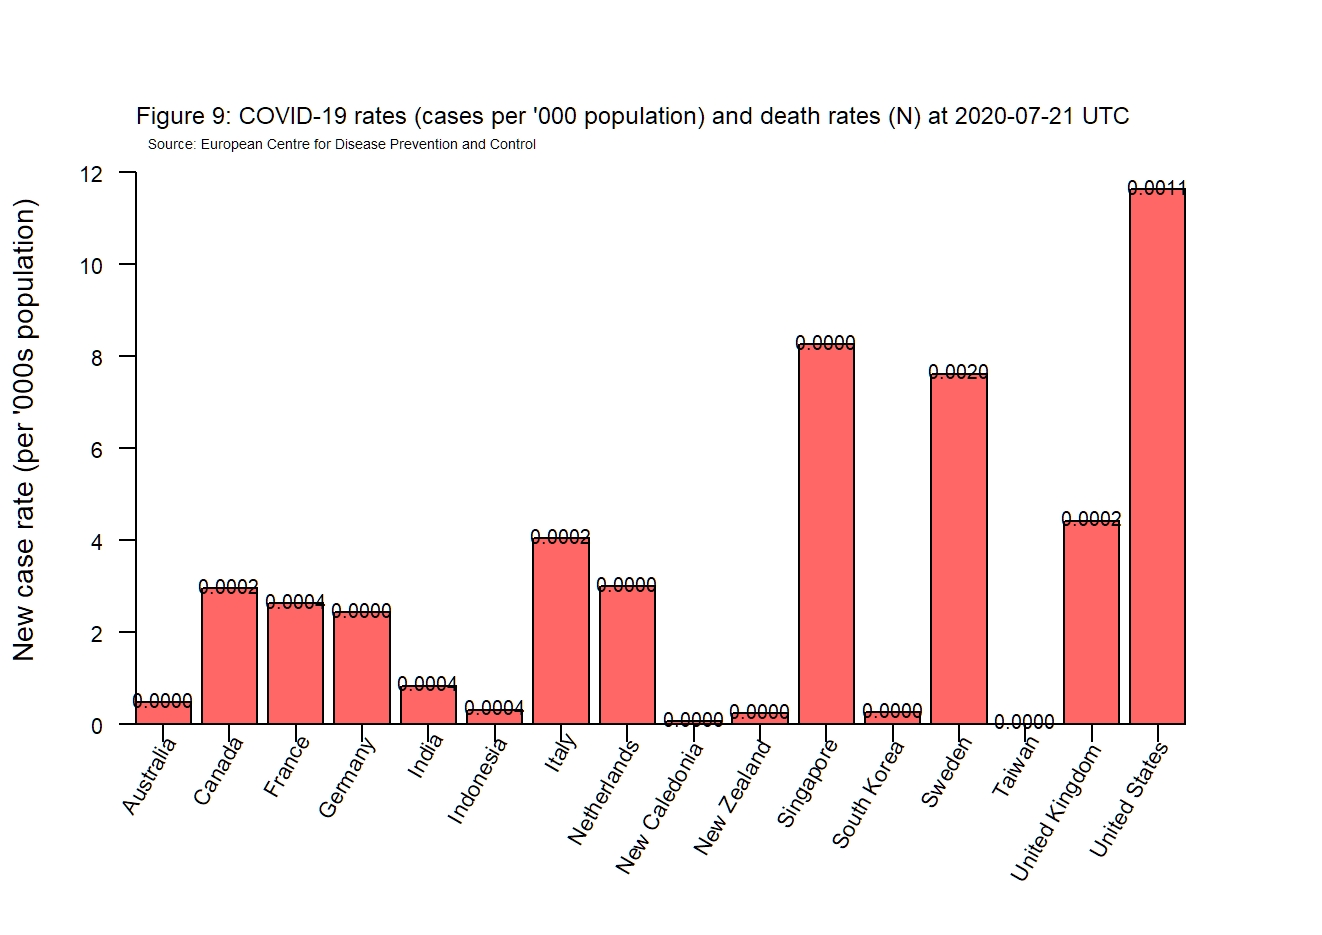 Figure 9: COVID-19 rates (cases per '000 population) and death rates (N) at 2020-07-21 UTC
Source: European Centre for Disease Prevention and Control
New case rate (per '000s population)
12
10
8
6
4
2
0
0.0000
0.0002
0.0004
0.0000
0.0004
0.0004
0.0002
0.0000
0.0000
0.0000
0.0000
0.0000
0.0020
0.0000
0.0002
0.0011
Australia
Canada
France
Germany
India
Indonesia
Italy
Netherlands
New Caledonia
New Zealand
Singapore
South Korea
Sweden
Taiwan
United Kingdom
United States